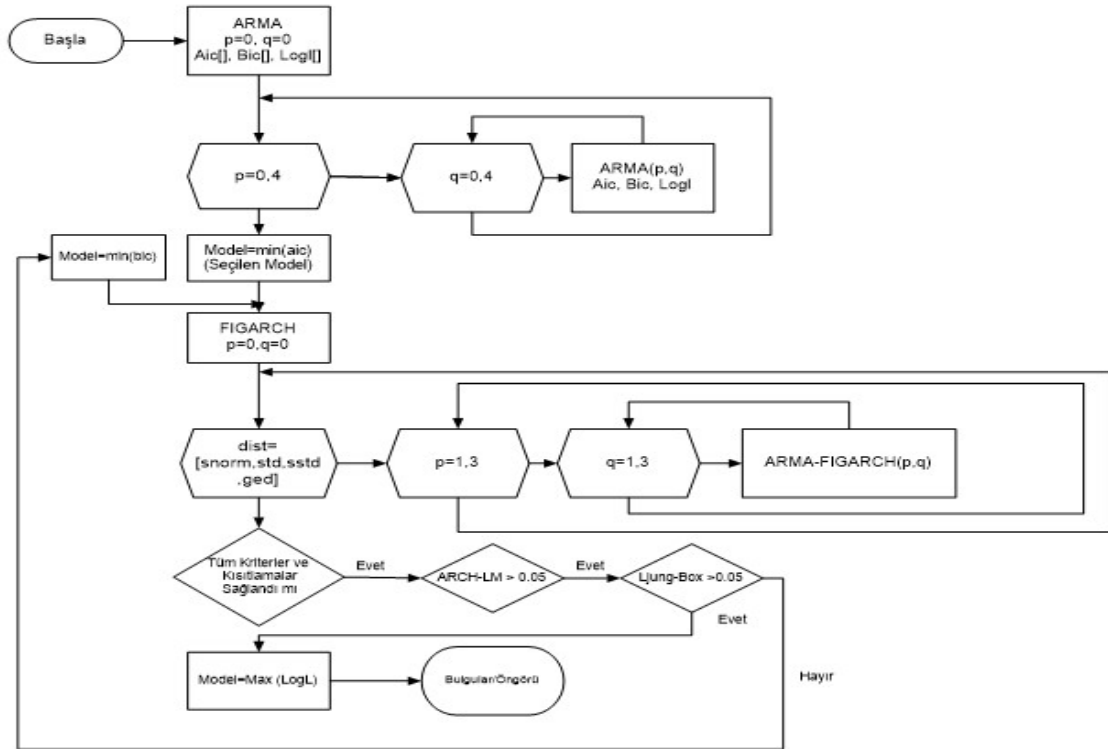 Başla
ARMA
p=0, q=0
Aic[], Bic[], Logl[]
p=0,4
q=0,4
ARMA(p,q)
Aic, Bic, Logl
Model=min(bic)
Model=min(aic)
(Seçilen Model)
FIGARCH
p=0,q=0
dist=
[snorm,std,sstd
,ged]
p=1,3
q=1,3
ARMA-FIGARCH(p,q)
Tüm Kriterler ve
Kısıtlamalar
Sağlandı mı
Evet
ARCH-LM > 0.05
Evet
Ljung-Box >0.05
Evet
Hayır
Model=Max (LogL)
Bulgular/Öngörü